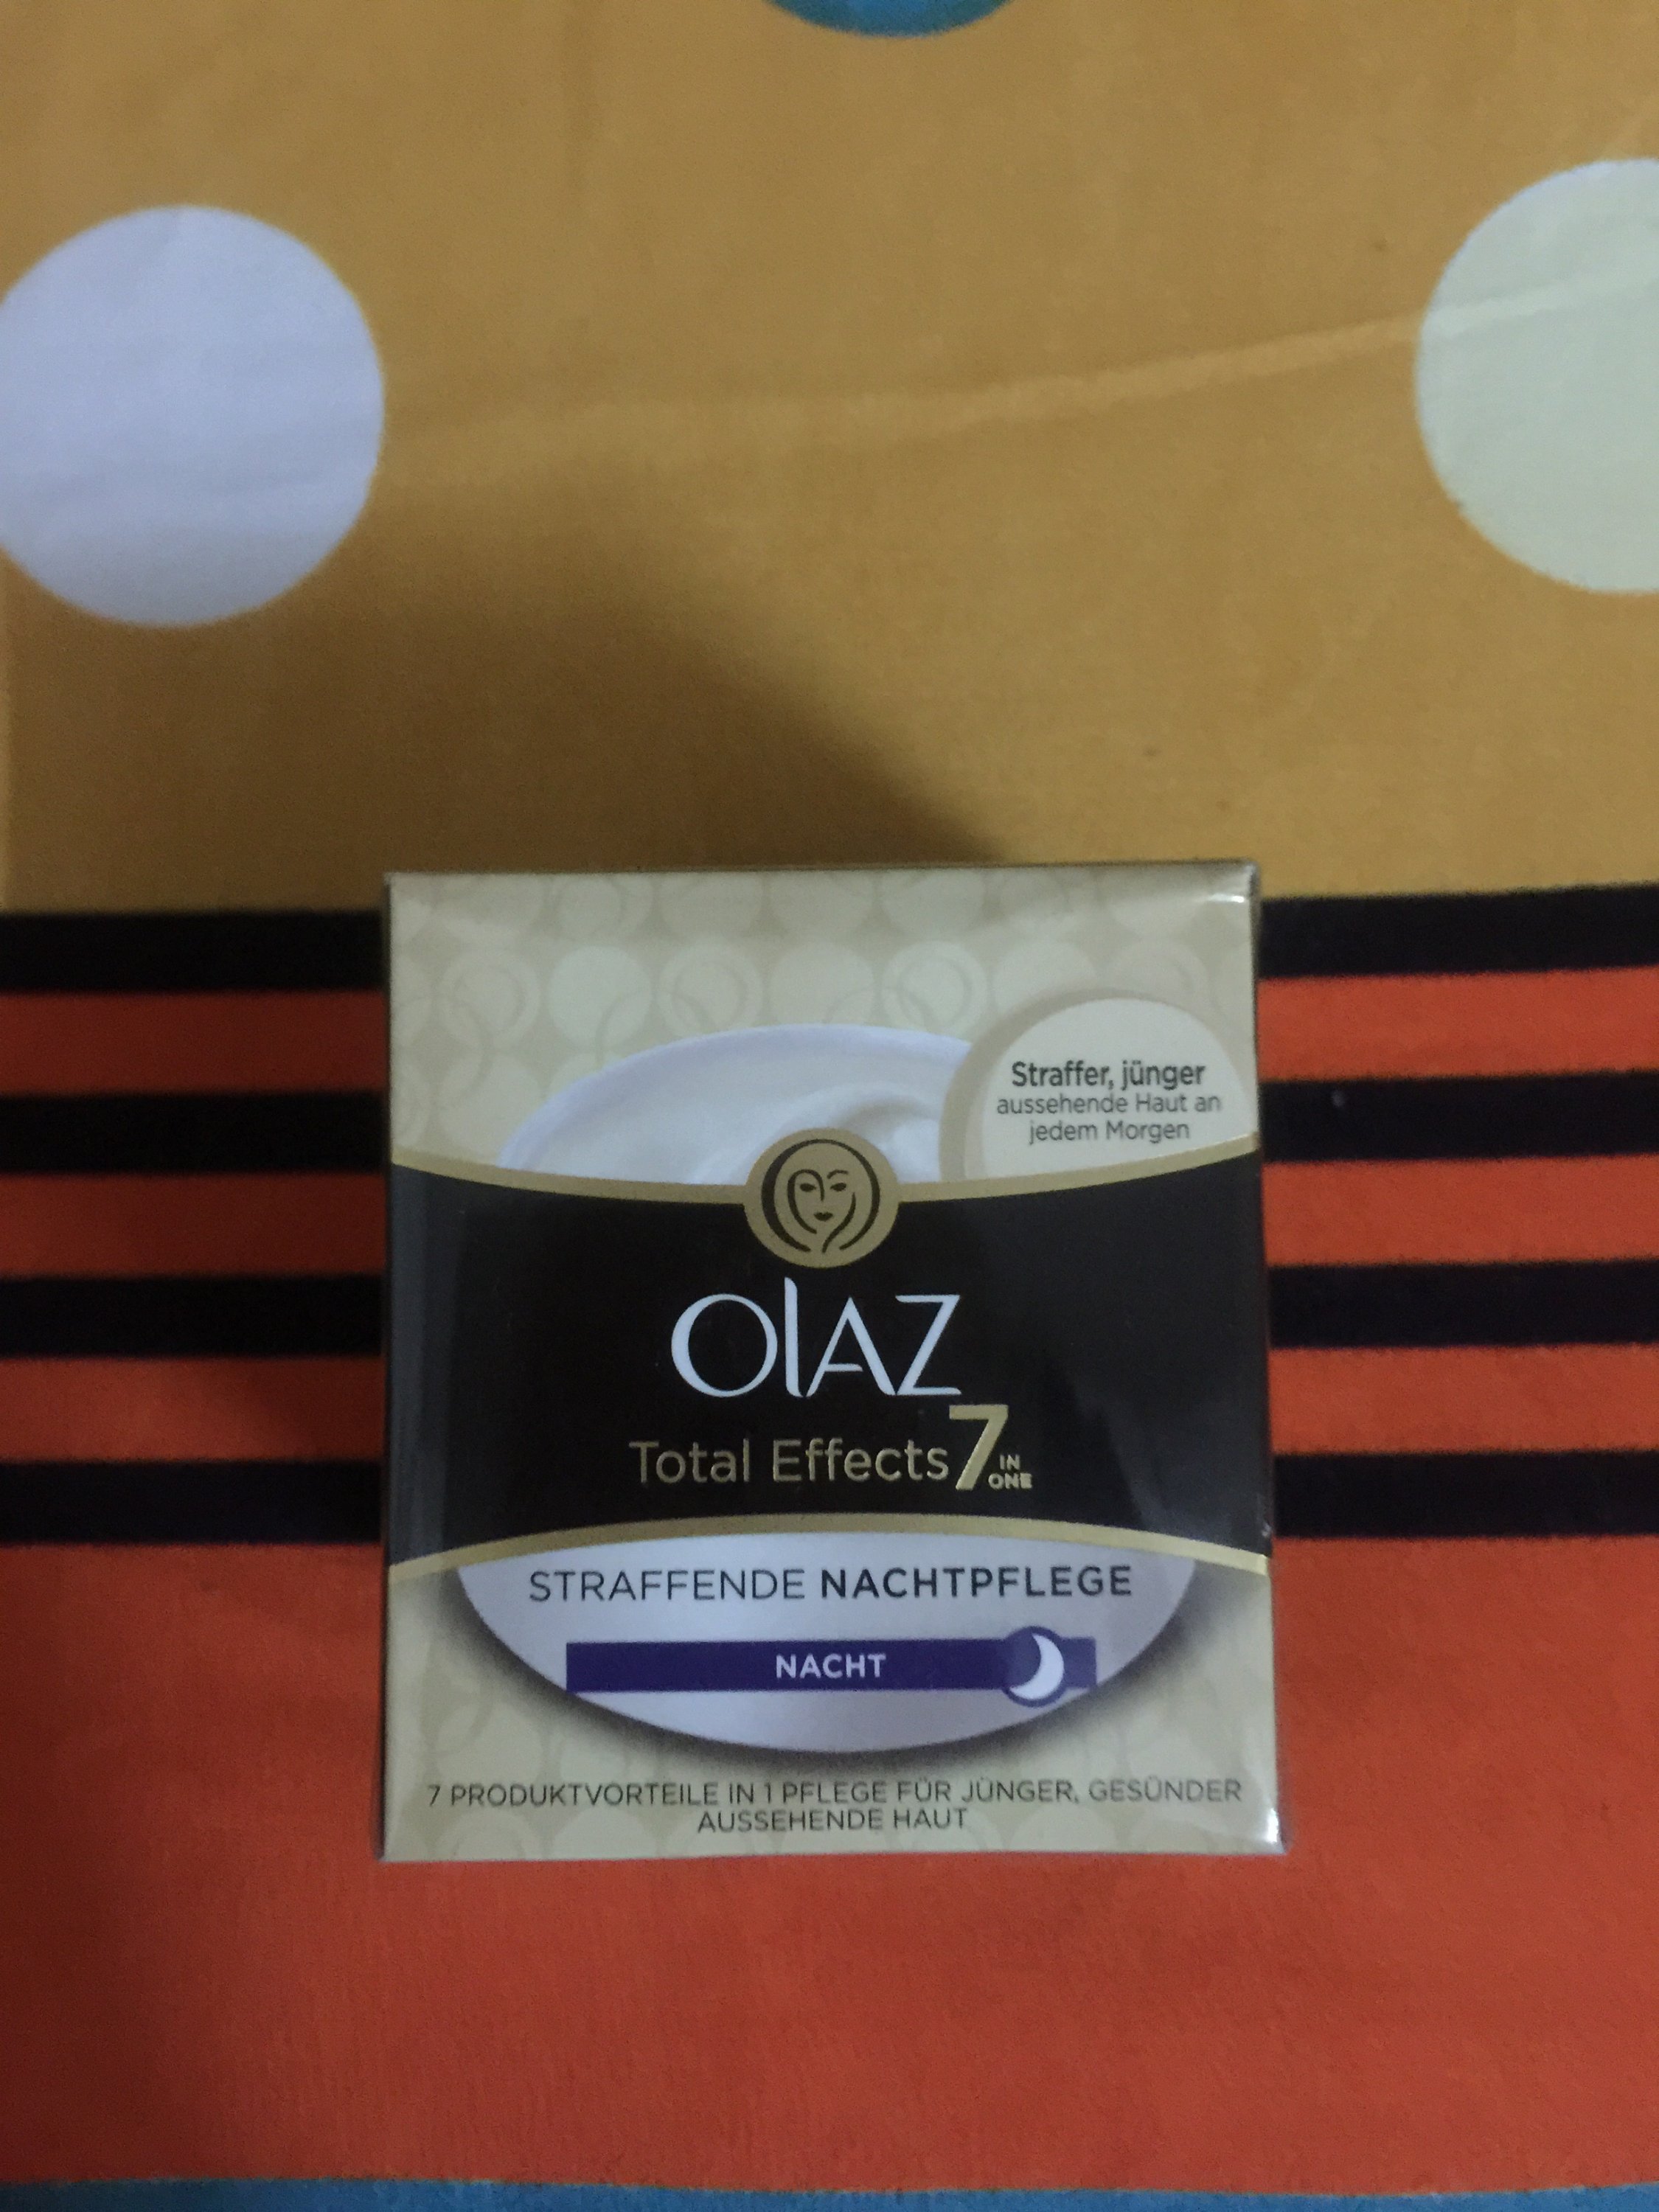 Straffer, jünger
aussehende Haut an
jedem Morgen
OlAZ
Total Effects 7 IN ONE
STRAFFENDE NACHTPFLEGE
NACHT
7 PRODUKTVORTEILE IN 1 PFLEGE FÜR JÜNGER, GESÜNDER
AUSSEHENDE HAUT